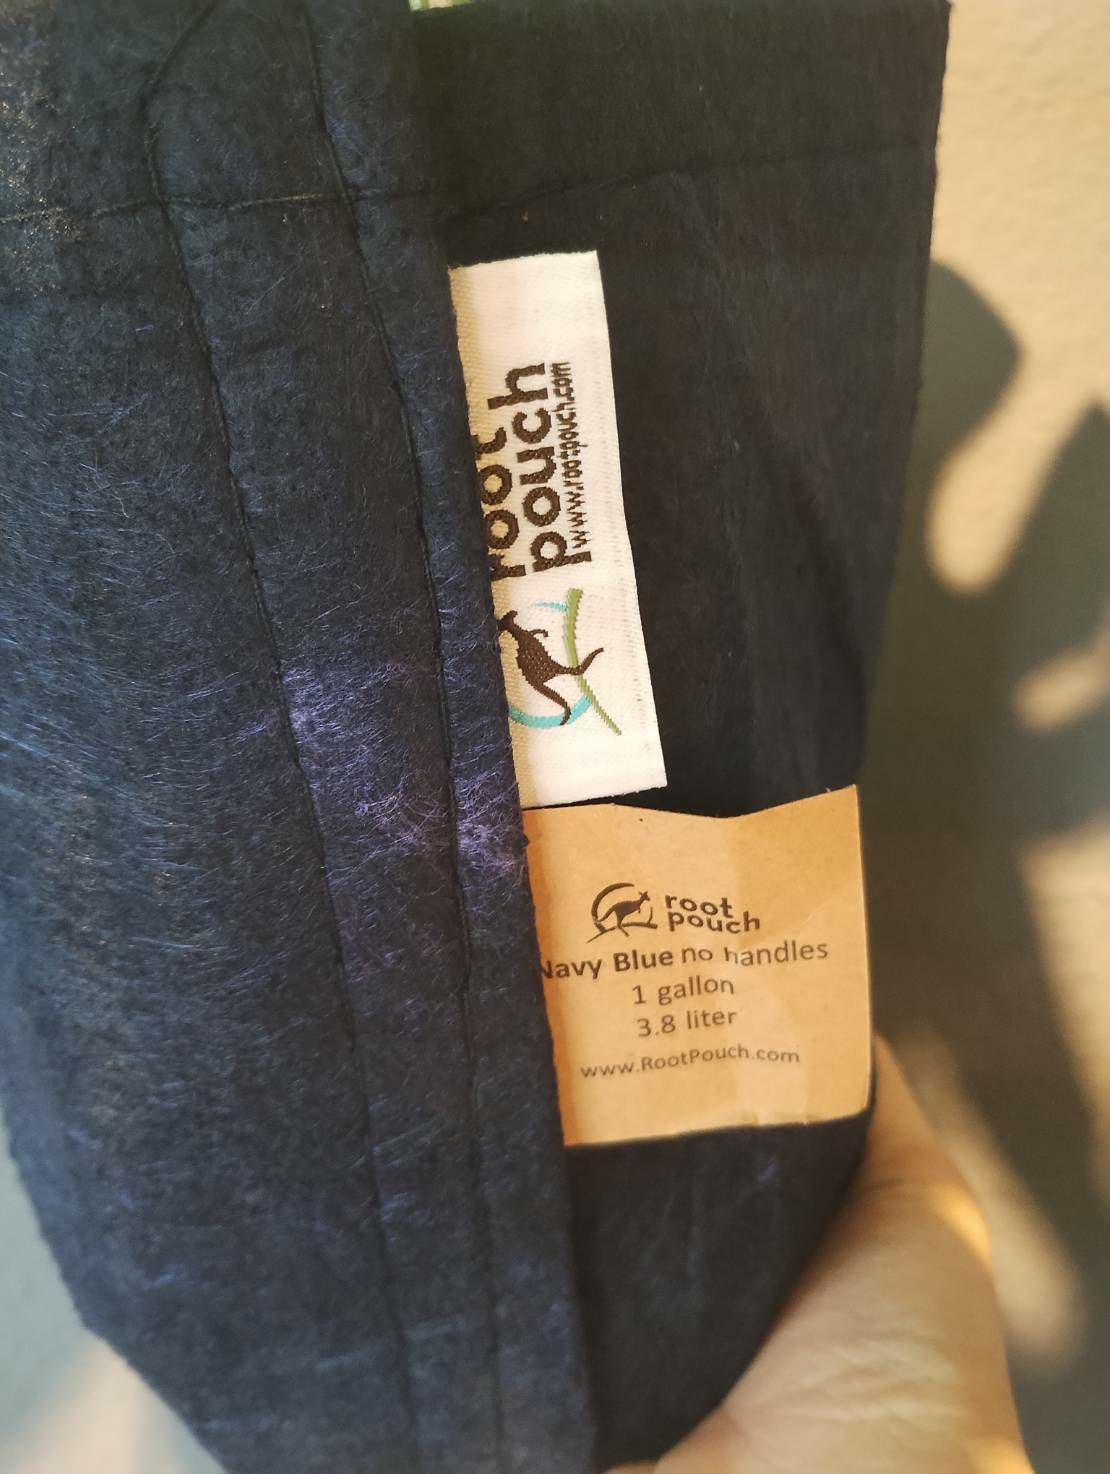 root
pouch
www.rootpouch.com
root
pouch
Navy Blue no handles
1 gallon
3.8 liter
www.RootPouch.com